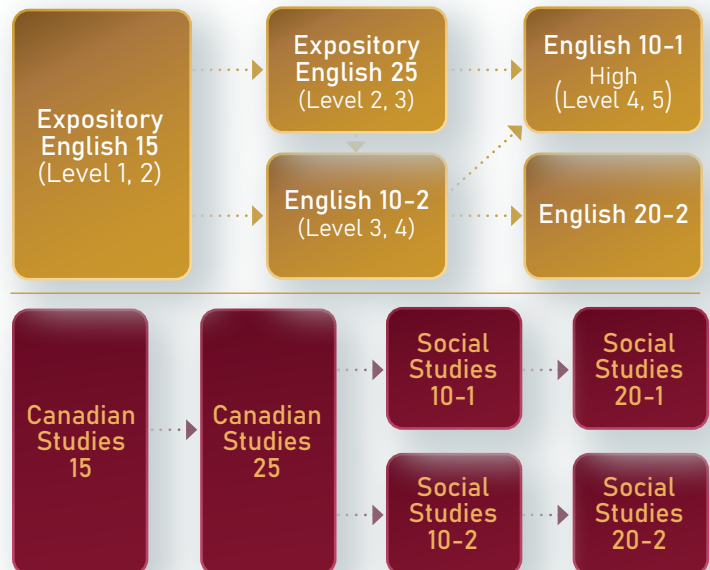 Expository
English 15
(Level 1, 2)
Expository
English 25
(Level 2, 3)
English 10-1
High
(Level 4, 5)
English 10-2
(Level 3, 4)
English 20-2
Canadian
Studies
15
Canadian
Studies
25
Social
Studies
10-1
Social
Studies
20-1
Social
Studies
10-2
Social
Studies
20-2